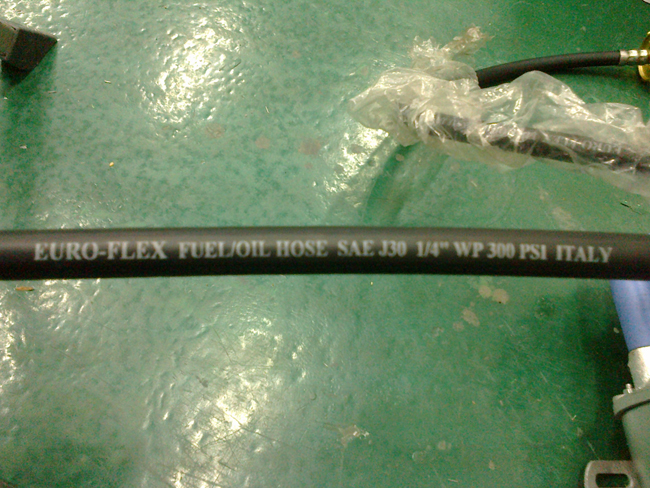 EURO-FLEX FUEL/OIL HOSE SAE J30 1/4" WP 300 PSI ITALY